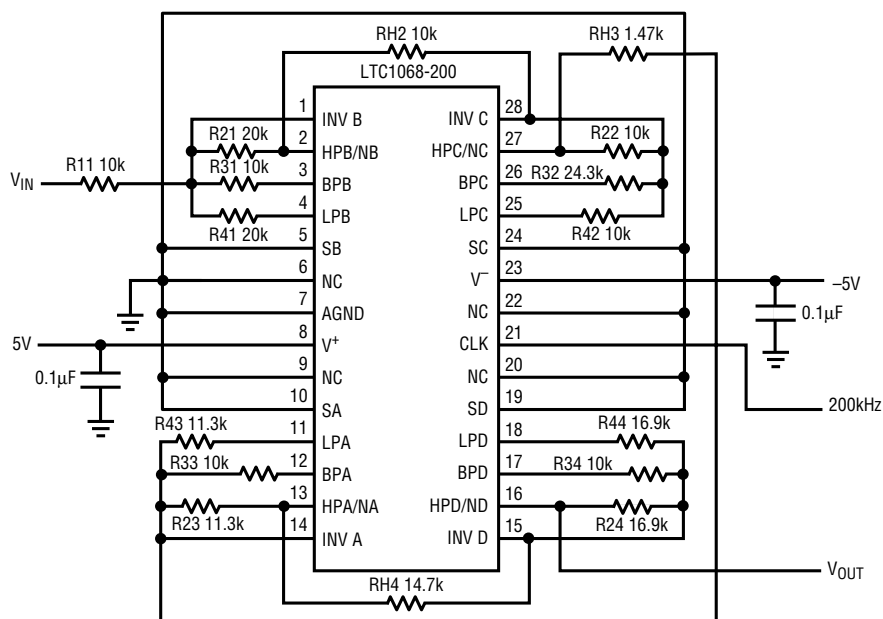 RH2 10k
RH3 1.47k
LTC1068-200
1 INV B
INV C 28
R21 20k
2 HPB/NB
HPC/NC 27
R22 10k
R11 10k
VIN
R31 10k
3 BPB
BPC 26
R32 24.3k
4 LPB
LPC 25
R41 20k
R42 10k
5 SB
SC 24
6 NC
V– 23
–5V
7 AGND
NC 22
0.1µF
5V
8 V+
CLK 21
0.1µF
9 NC
NC 20
10 SA
SD 19
200kHz
R43 11.3k
11 LPA
LPD 18
R44 16.9k
R33 10k
12 BPA
BPD 17
R34 10k
13 HPA/NA
HPD/ND 16
R23 11.3k
R24 16.9k
14 INV A
INV D 15
RH4 14.7k
VOUT